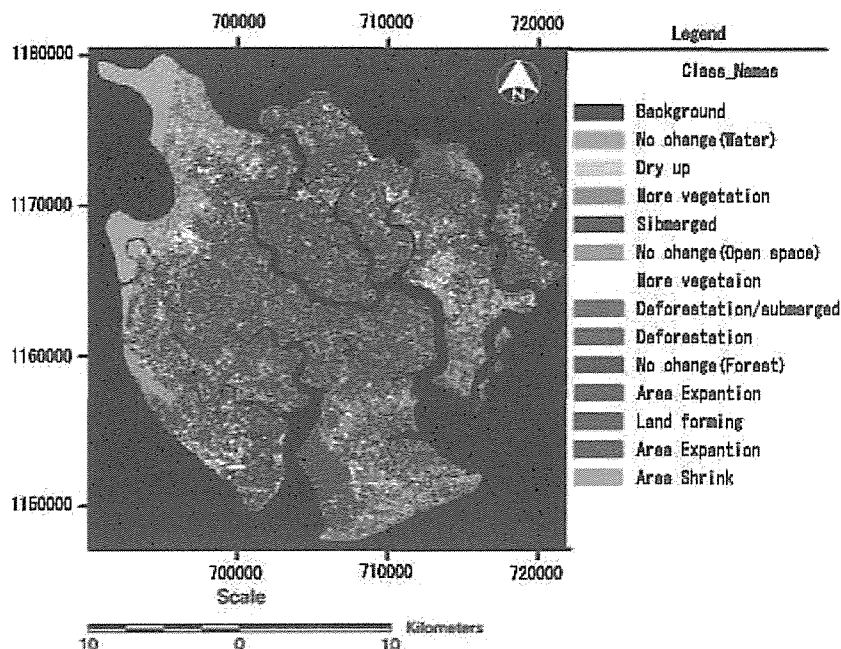 700000 710000 720000
Legend
1180000
Class_Names
N
Background
No change(Water)
Dry up
More vegetation
1170000
Sibmerged
No change(Open space)
More vegetaion
Deforestation/submerged
Deforestation
1160000
No change(Forest)
Area Expantion
Land forming
Area Expantion
Area Shrink
1150000
700000 710000 720000
Scale
10 0 10 Kilometers